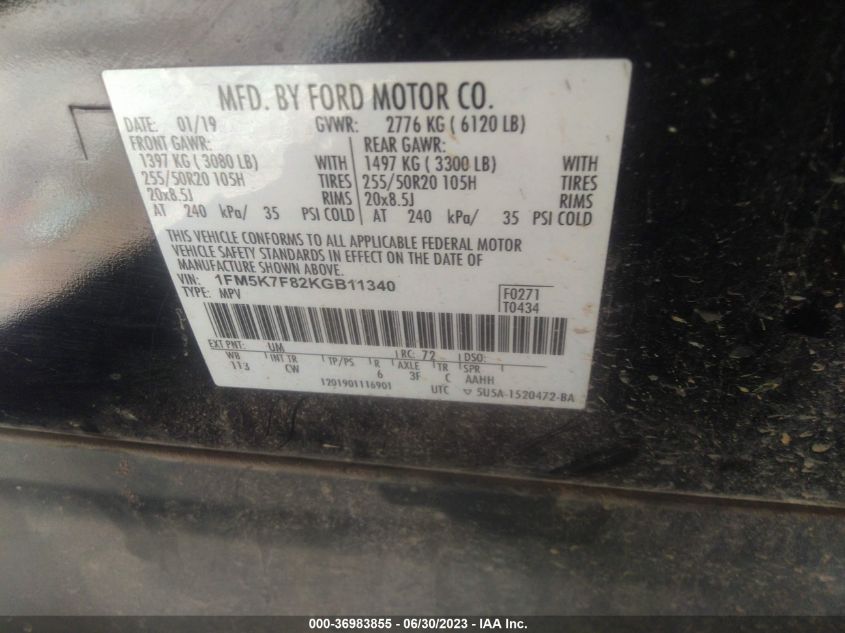 MFD. BY FORD MOTOR CO.
DATE: 01/19 GVWR: 2776 KG ( 6120 LB)
FRONT GAWR: REAR GAWR:
1397 KG ( 3080 LB) WITH 1497 KG ( 3300 LB) WITH
255/50R20 105H TIRES 255/50R20 105H TIRES
20x8.5J RIMS 20x8.5J RIMS
AT 240 kPa/ 35 PSI COLD AT 240 kPa/ 35 PSI COLD
THIS VEHICLE CONFORMS TO ALL APPLICABLE FEDERAL MOTOR
VEHICLE SAFETY STANDARDS IN EFFECT ON THE DATE OF
MANUFACTURE SHOWN ABOVE.
VIN: 1FM5K7F82KGB11340 F0271
TYPE: MPV T0434
EXT PNT: UM RC: 72 DSO:
WB INT TR TP/PS R AXLE TR SPR
113 CW 6 3F C AAHH
1201901116901 UTC ▽ 5U5A-1520472-BA
000-36983855 - 06/30/2023 - IAA Inc.